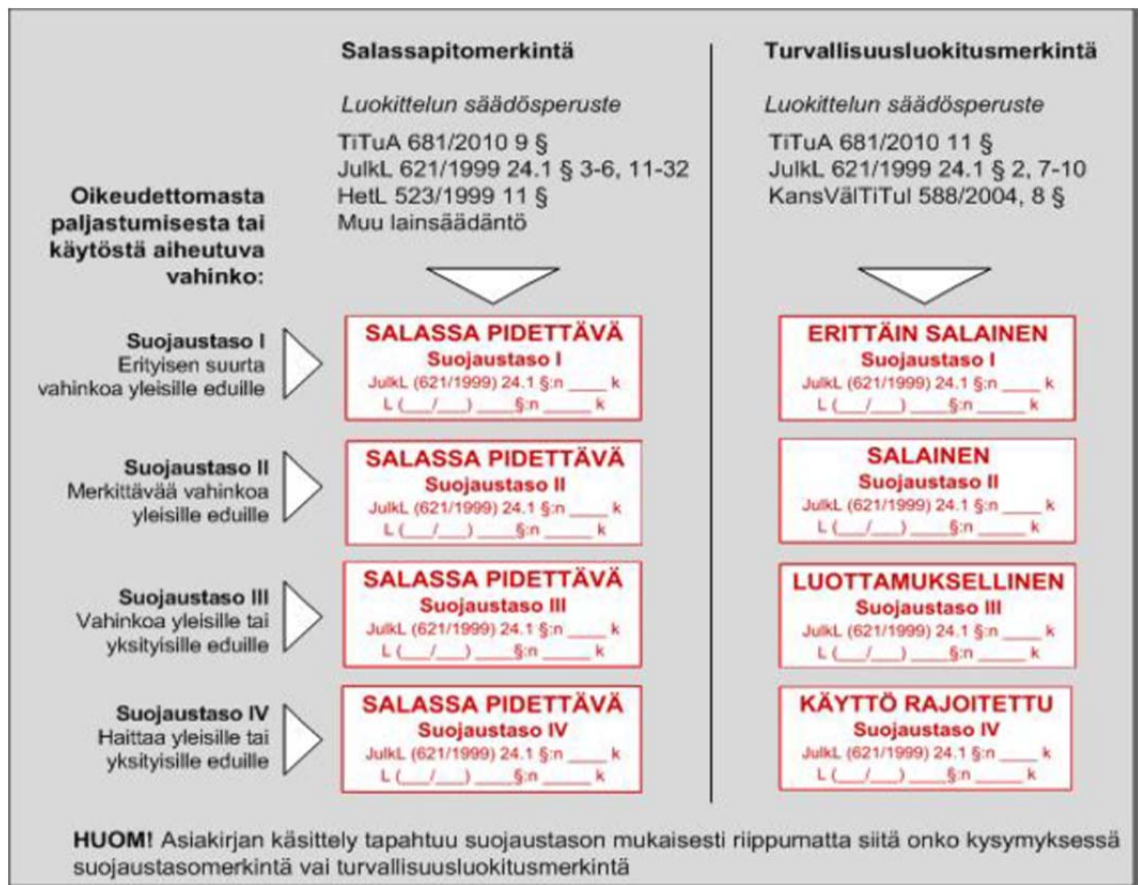 Salassapitomerkintä
Luokittelun säädösperuste
TiTuA 681/2010 9 §
JulkL 621/1999 24.1 § 3-6, 11-32
HetL 523/1999 11 §
Muu lainsäädäntö
Turvallisuusluokitusmerkintä
Luokittelun säädösperuste
TiTuA 681/2010 11 §
JulkL 621/1999 24.1 § 2, 7-10
KansVälTiTul 588/2004, 8 §
Oikeudettomasta
paljastumisesta tai
käytöstä aiheutuva
vahinko:
Suojaustaso I
Erityisen suurta
vahinkoa yleisille eduille
SALASSA PIDETTÄVÄ
Suojaustaso I
JulkL (621/1999) 24.1 §:n ____ k
L (___/___) ____§:n _____ k
ERITTÄIN SALAINEN
Suojaustaso I
JulkL (621/1999) 24.1 §:n ____ k
L (___/___) ____§:n _____ k
Suojaustaso II
Merkittävää vahinkoa
yleisille eduille
SALASSA PIDETTÄVÄ
Suojaustaso II
JulkL (621/1999) 24.1 §:n ____ k
L (___/___) ____§:n _____ k
SALAINEN
Suojaustaso II
JulkL (621/1999) 24.1 §:n ____ k
L (___/___) ____§:n _____ k
Suojaustaso III
Vahinkoa yleisille tai
yksityisille eduille
SALASSA PIDETTÄVÄ
Suojaustaso III
JulkL (621/1999) 24.1 §:n ____ k
L (___/___) ____§:n _____ k
LUOTTAMUKSELLINEN
Suojaustaso III
JulkL (621/1999) 24.1 §:n ____ k
L (___/___) ____§:n _____ k
Suojaustaso IV
Haittaa yleisille tai
yksityisille eduille
SALASSA PIDETTÄVÄ
Suojaustaso IV
JulkL (621/1999) 24.1 §:n ____ k
L (___/___) ____§:n _____ k
KÄYTTÖ RAJOITETTU
Suojaustaso IV
JulkL (621/1999) 24.1 §:n ____ k
L (___/___) ____§:n _____ k
HUOM! Asiakirjan käsittely tapahtuu suojaustason mukaisesti riippumatta siitä onko kysymyksessä
suojaustasomerkintä vai turvallisuusluokitusmerkintä